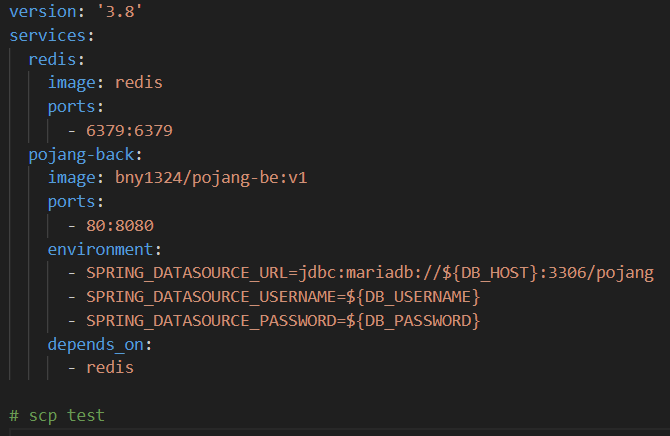 version: '3.8'
services:
  redis:
    image: redis
    ports:
      - 6379:6379
  pojang-back:
    image: bny1324/pojang-be:v1
    ports:
      - 80:8080
    environment:
      - SPRING_DATASOURCE_URL=jdbc:mariadb://${DB_HOST}:3306/pojang
      - SPRING_DATASOURCE_USERNAME=${DB_USERNAME}
      - SPRING_DATASOURCE_PASSWORD=${DB_PASSWORD}
    depends_on:
      - redis

# scp test